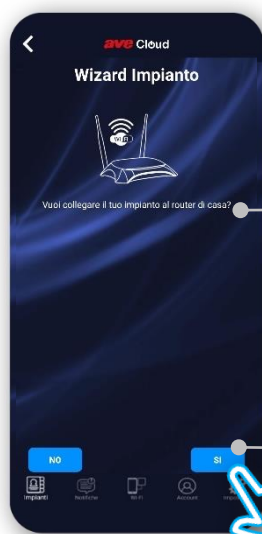 ave Cloud
Wizard Impianto
Wi Fi
Vuoi collegare il tuo impianto al router di casa?
NO
SI
Impianti
Notifiche
Wi-Fi
Account